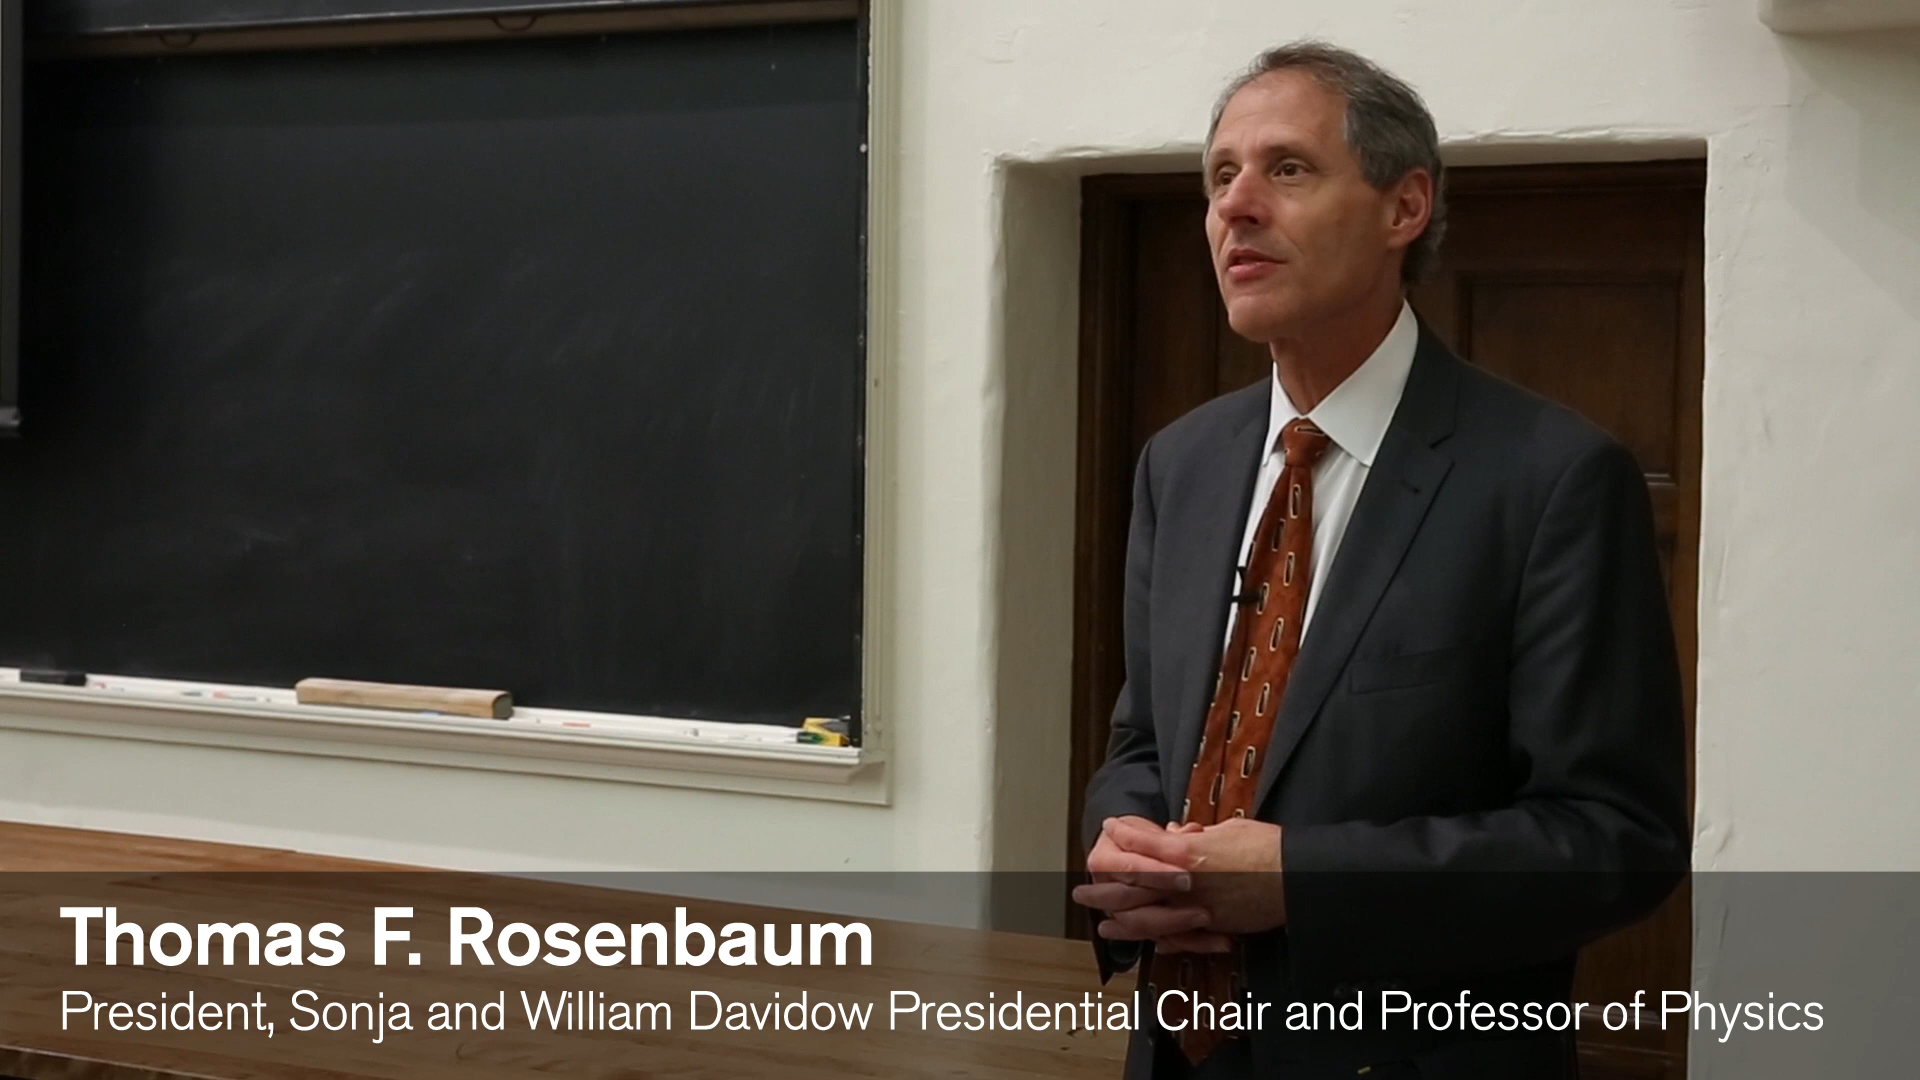 Thomas F. Rosenbaum
President, Sonja and William Davidow Presidential Chair and Professor of Physics